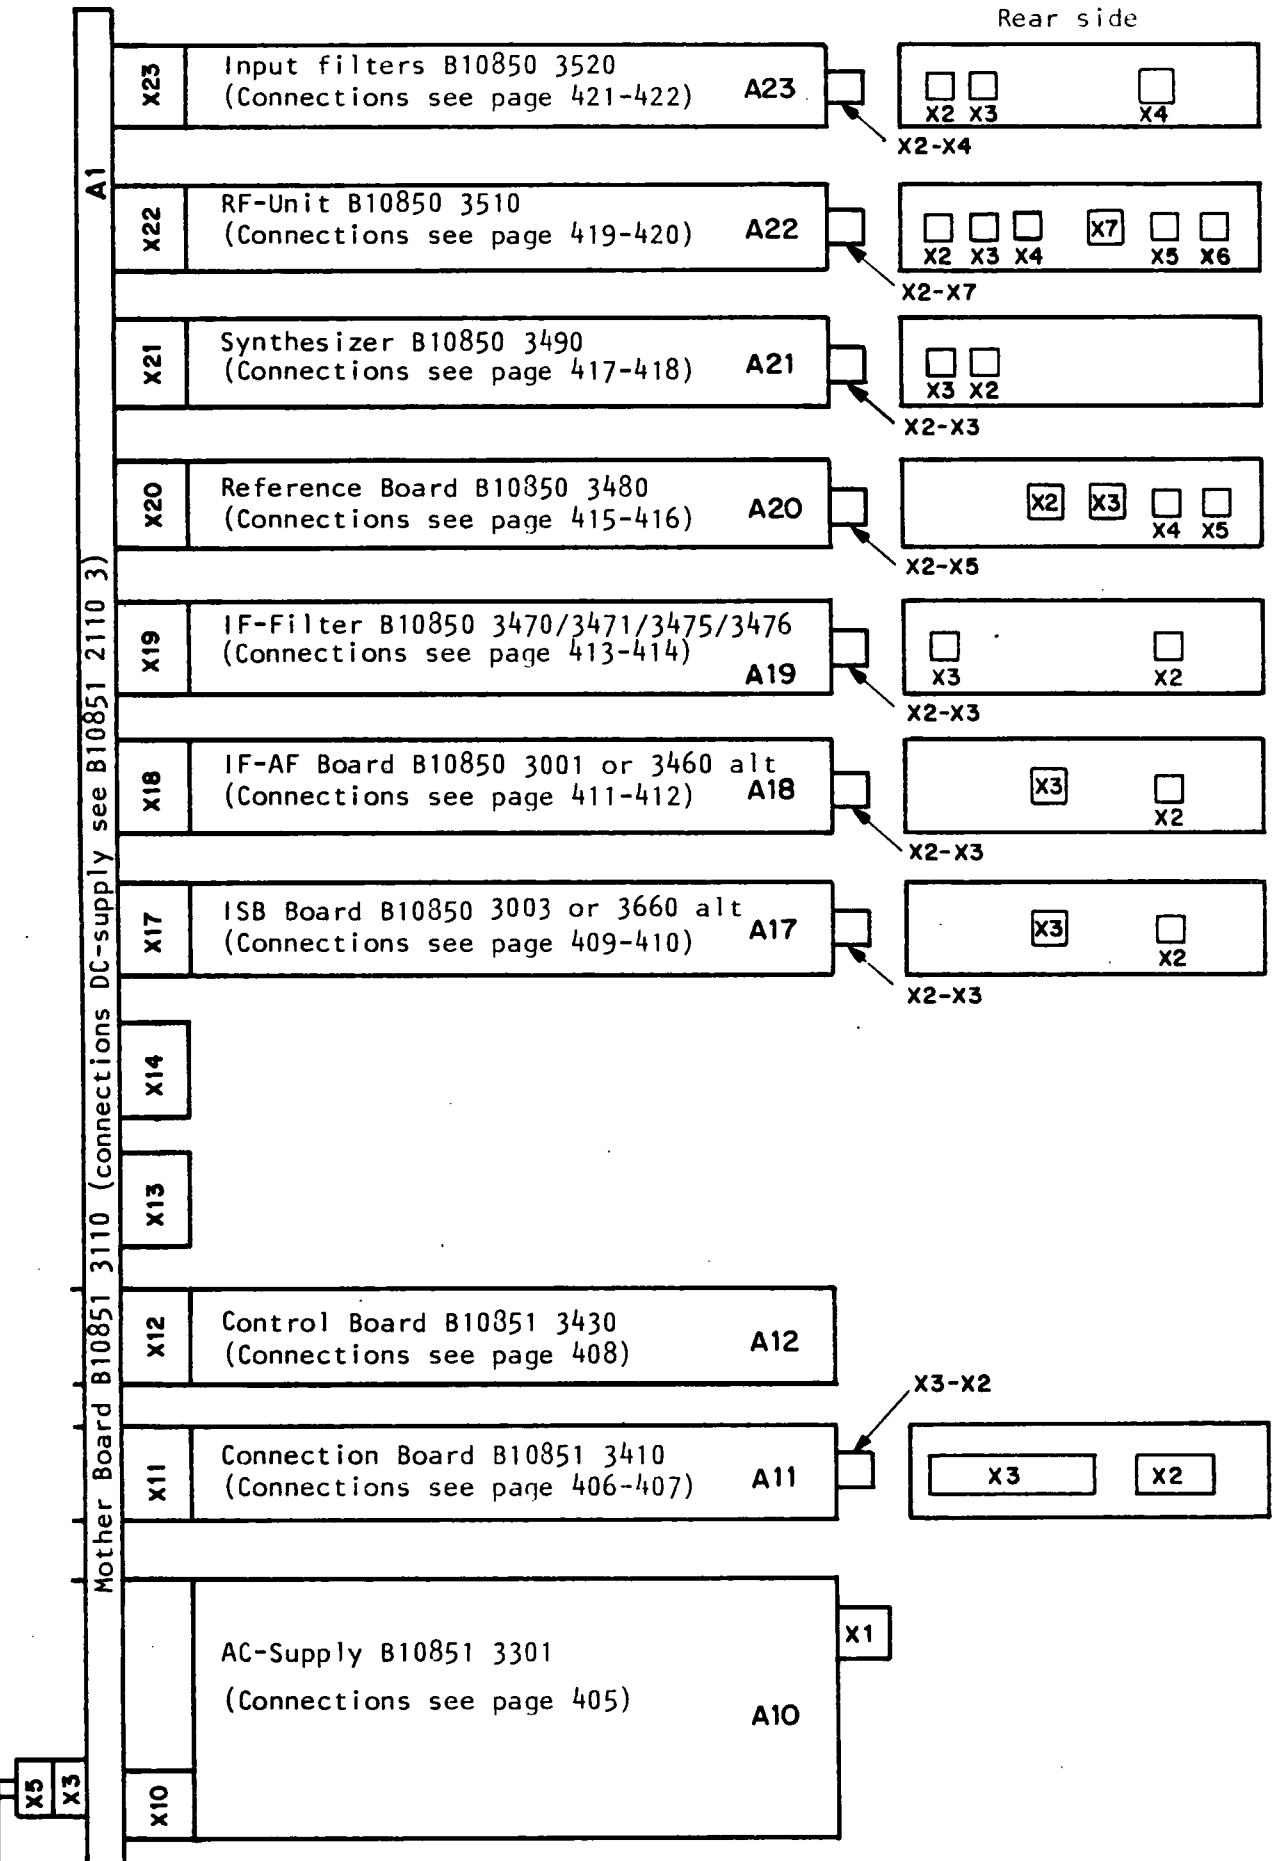 Rear side
X23
Input filters B10850 3520
(Connections see page 421-422)
A23
X2-X4
X2 X3 X4
A1
X22
RF-Unit B10850 3510
(Connections see page 419-420)
A22
X2-X7
X2 X3 X4 X7 X5 X6
X21
Synthesizer B10850 3490
(Connections see page 417-418)
A21
X2-X3
X3 X2
X20
Reference Board B10850 3480
(Connections see page 415-416)
A20
X2-X5
X2 X3 X4 X5
X19
IF-Filter B10850 3470/3471/3475/3476
(Connections see page 413-414)
A19
X2-X3
X3 X2
X18
IF-AF Board B10850 3001 or 3460 alt
(Connections see page 411-412)
A18
X2-X3
X3 X2
X17
ISB Board B10850 3003 or 3660 alt
(Connections see page 409-410)
A17
X2-X3
X3 X2
X14
X13
Mother Board B10851 3110 (connections DC-supply see B10851 2110 3)
X12
Control Board B10851 3430
(Connections see page 408)
A12
X11
Connection Board B10851 3410
(Connections see page 406-407)
A11
X3-X2
X3 X2
AC-Supply B10851 3301
(Connections see page 405)
A10
X1
X10
X5 X3